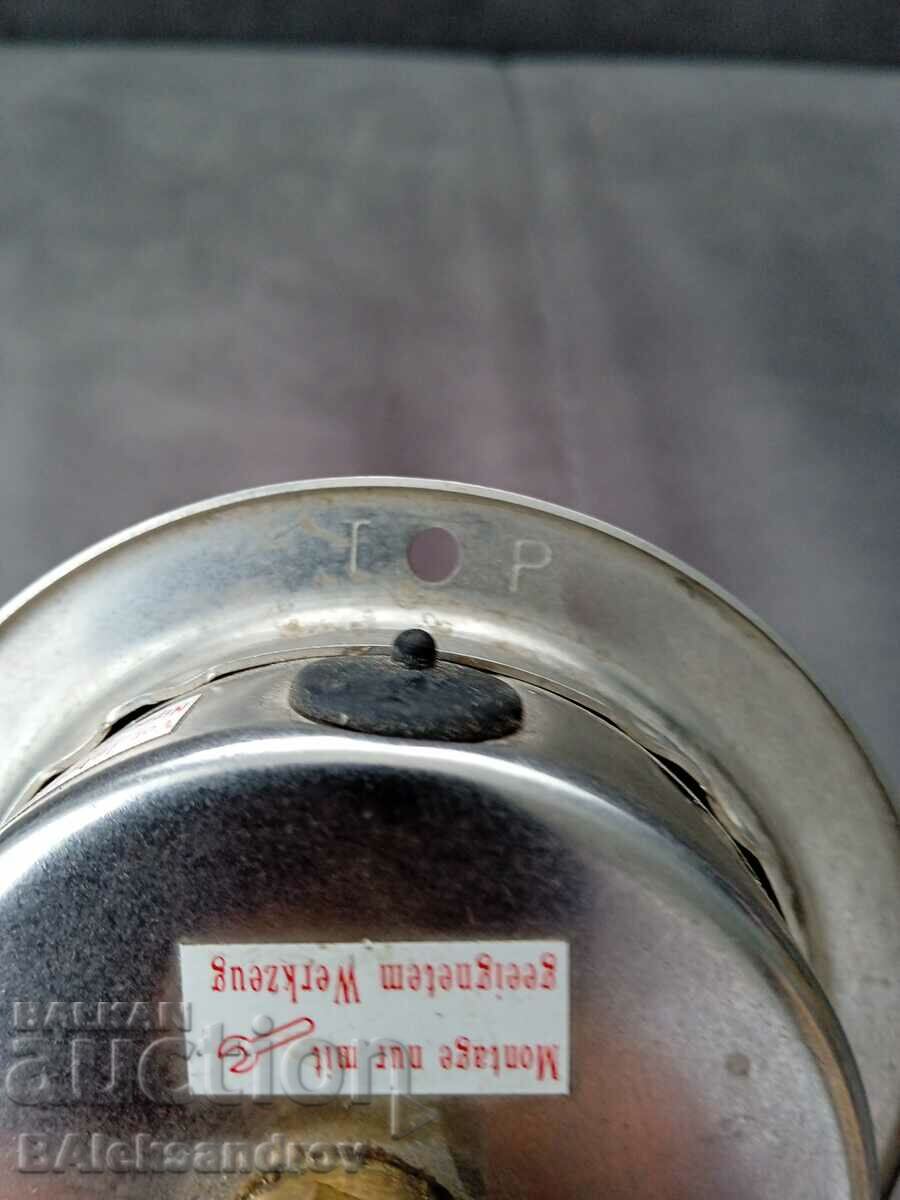 T O P
Montage nur mit
geeignetem Werkzeug
BALKAN
auction
BAleksandrov